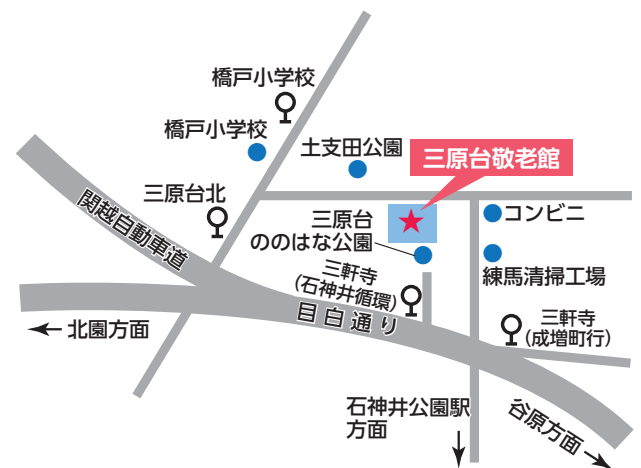 橋戸小学校
橋戸小学校
土支田公園
三原台敬老館
三原台北
コンビニ
三原台
ののはな公園
関越自動車道
三軒寺
(石神井循環)
練馬清掃工場
目白通り
北園方面
三軒寺
(成増町行)
石神井公園駅
方面
谷原方面